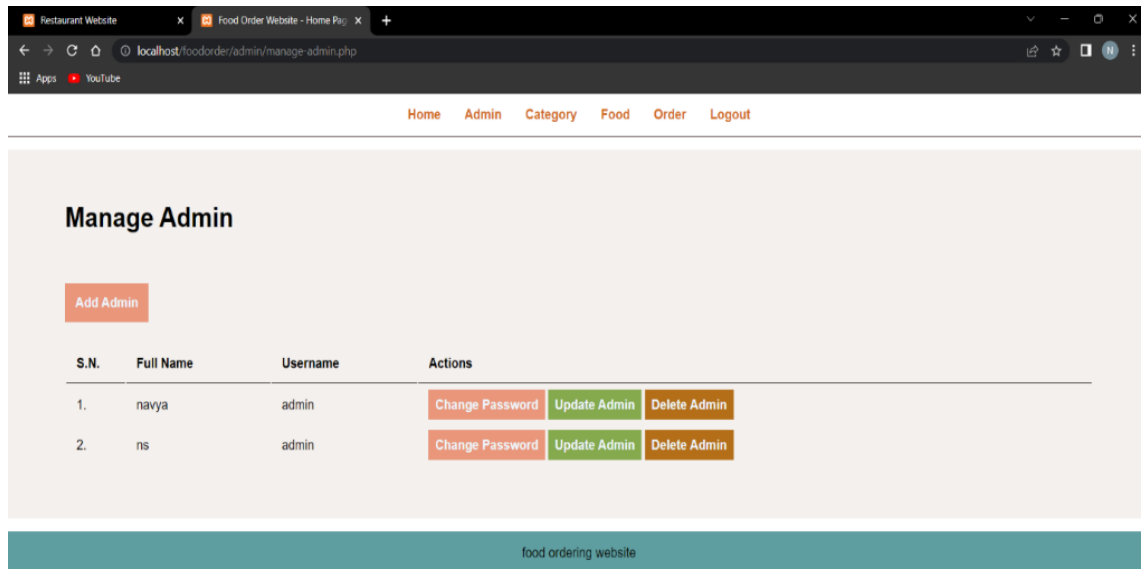 Restaurant Website
Food Order Website - Home Pag
localhost/foodorder/admin/manage-admin.php
N
Apps YouTube
Home Admin Category Food Order Logout
Manage Admin
Add Admin
S.N. Full Name Username Actions
1. navya admin Change Password Update Admin Delete Admin
2. ns admin Change Password Update Admin Delete Admin
food ordering website